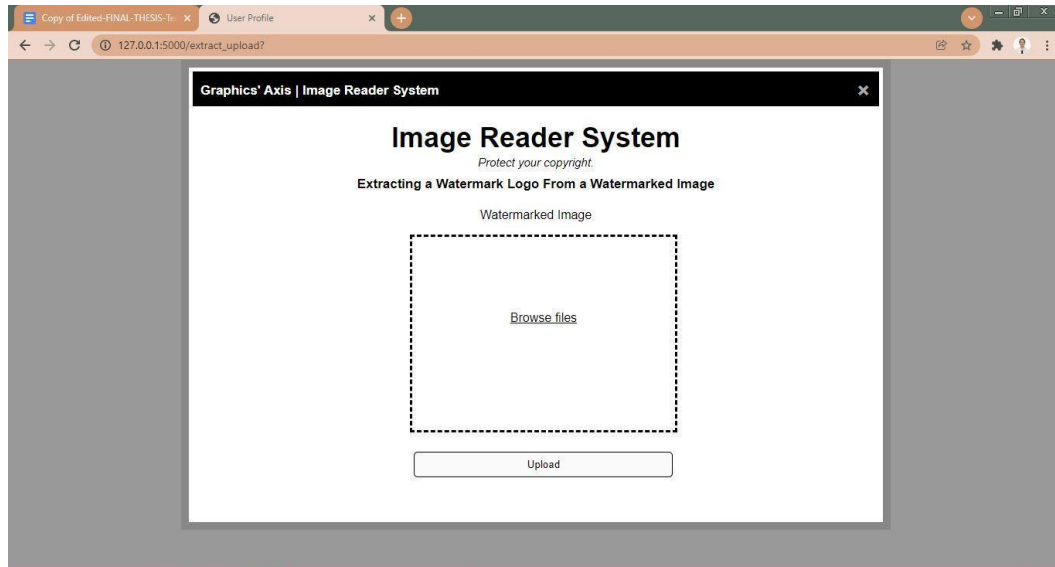 Copy of Edited-FINAL-THESIS-Te
User Profile
127.0.0.1:5000/extract_upload?
Graphics' Axis | Image Reader System
Image Reader System
Protect your copyright.
Extracting a Watermark Logo From a Watermarked Image
Watermarked Image
Browse files
Upload